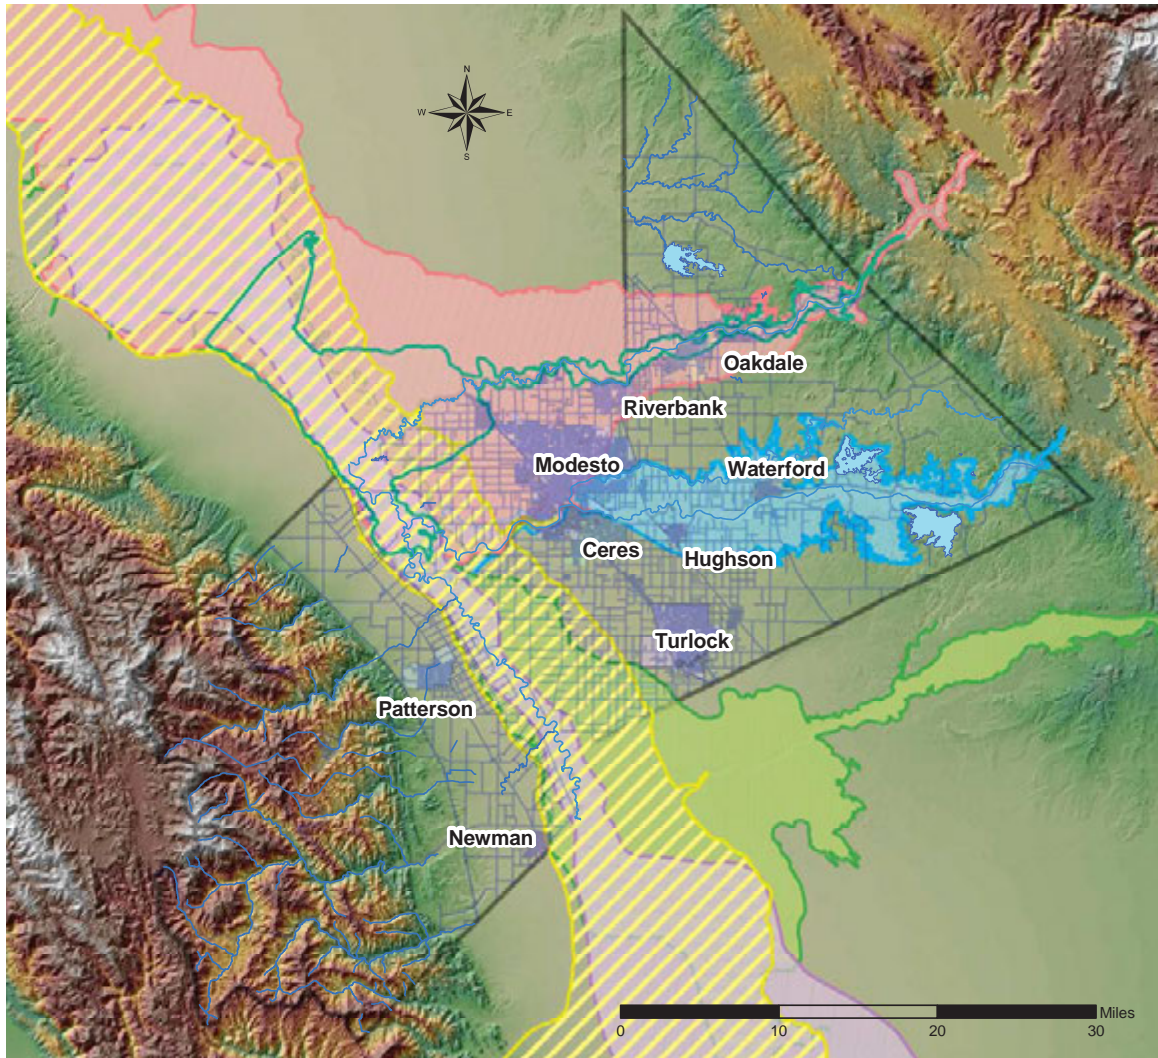 N
W E
S
Oakdale
Riverbank
Modesto
Waterford
Ceres
Hughson
Turlock
Patterson
Newman
Miles
0 10 20 30